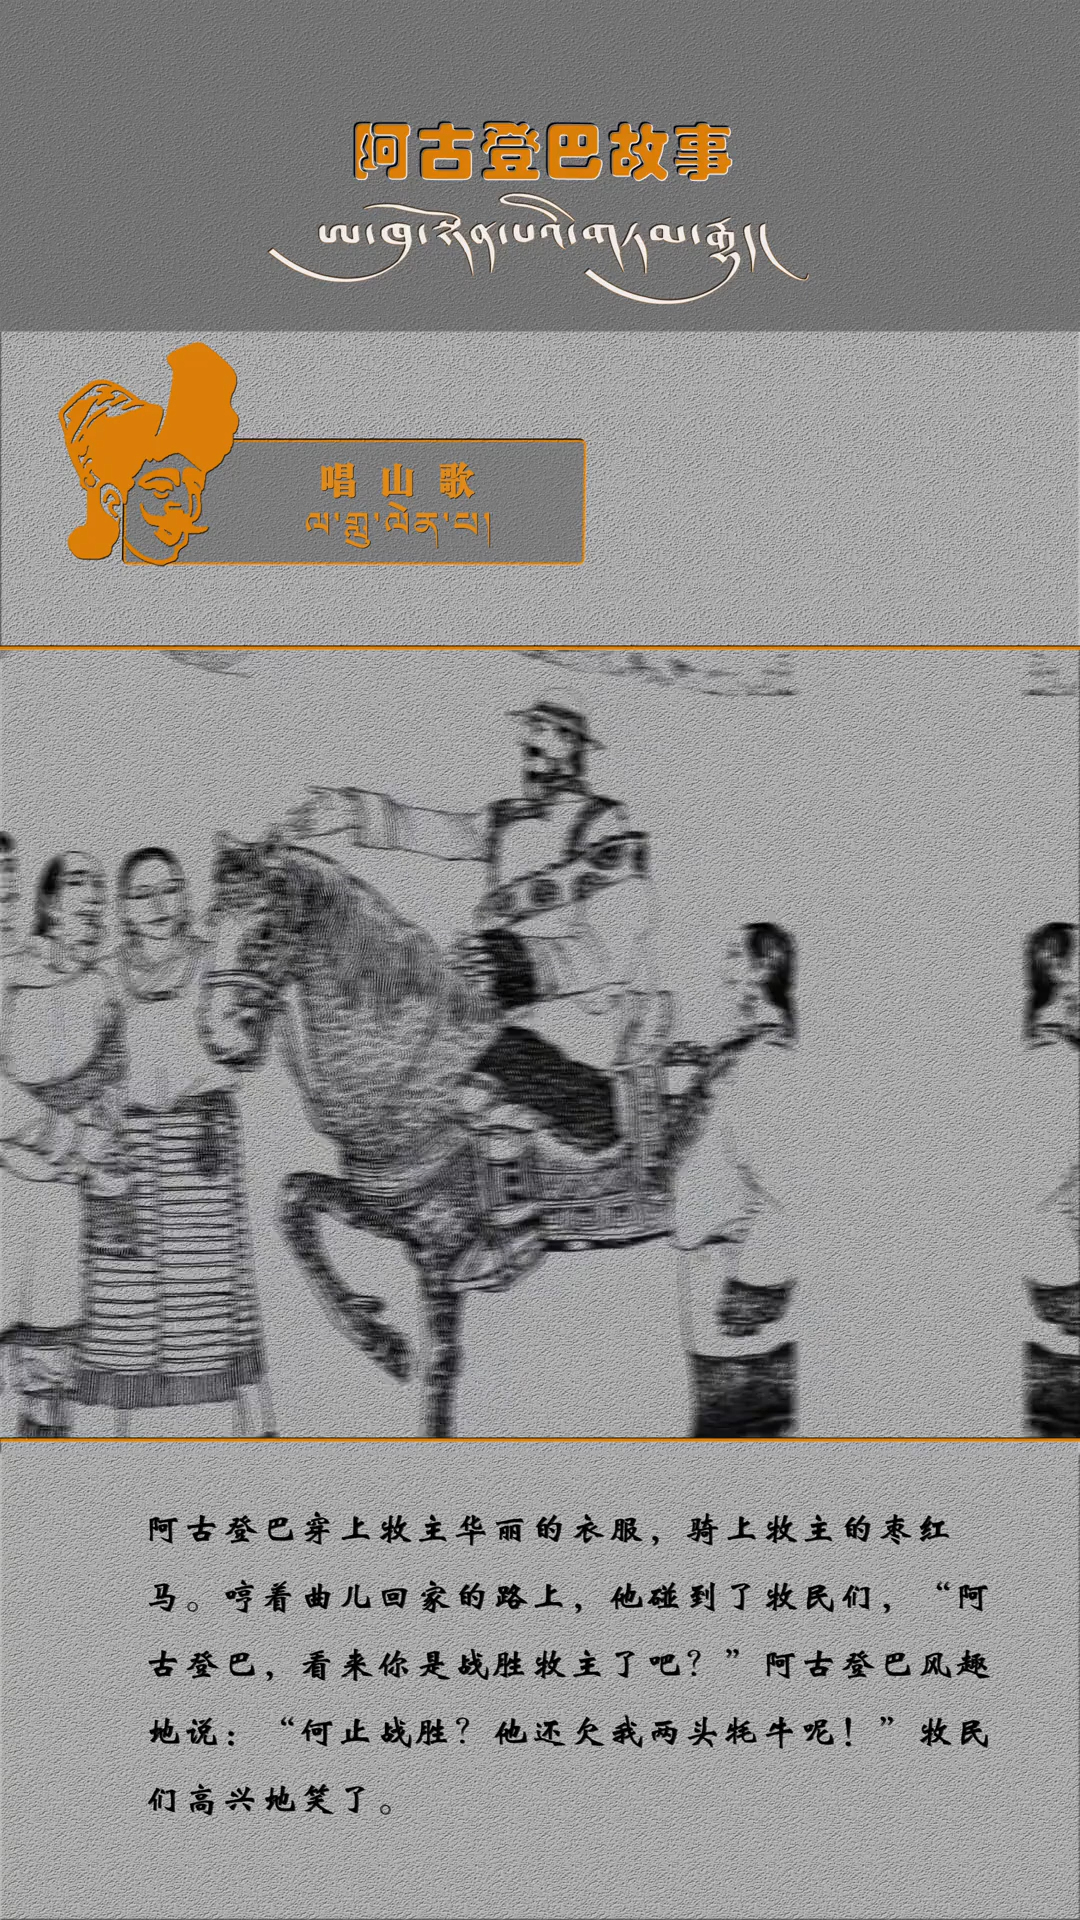 阿古登巴故事
ཨ་ཁུ་སྟོན་པའི་གཏམ་རྒྱུད།
唱山歌
ལ་གླུ་ལེན་པ།
阿古登巴穿上牧主华丽的衣服，骑上牧主的枣红
马。哼着曲儿回家的路上，他碰到了牧民们，“阿
古登巴，看来你是战胜牧主了吧？”阿古登巴风趣
地说：“何止战胜？他还欠我两头牦牛呢！”牧民
们高兴地笑了。